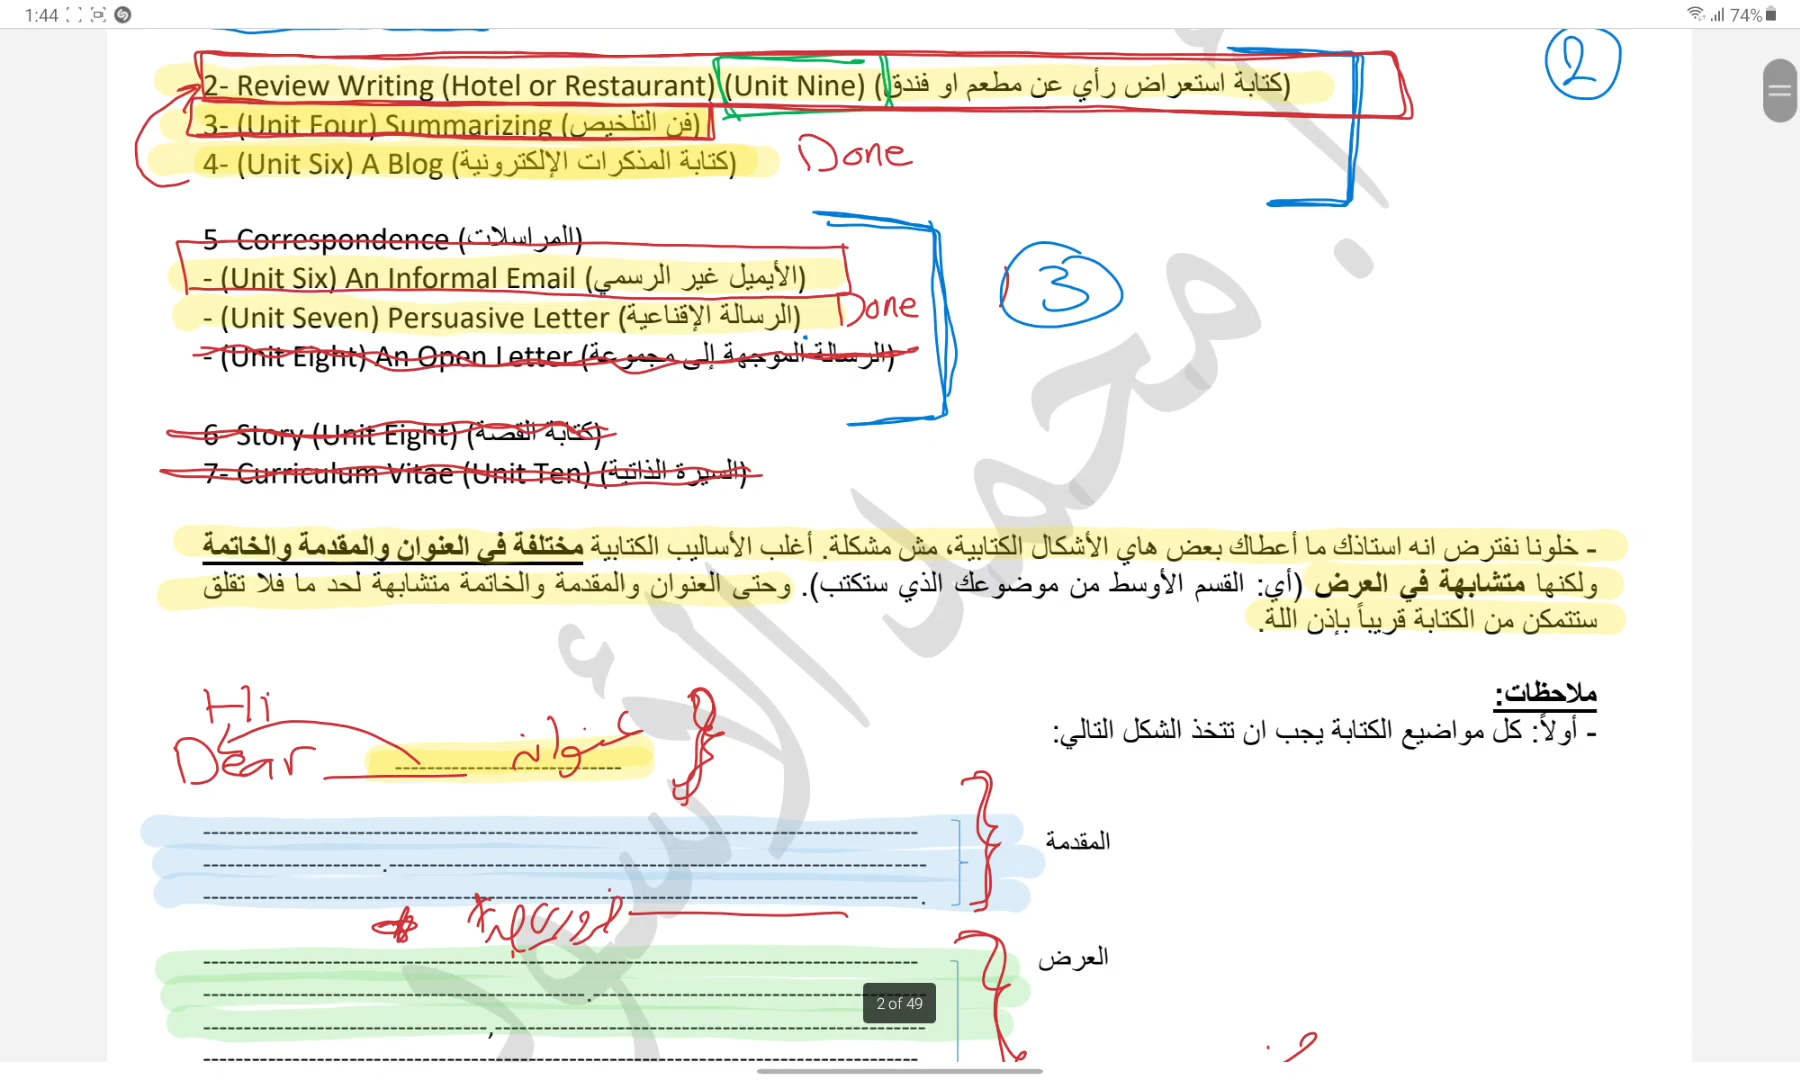 1:44
74%
2
2- Review Writing (Hotel or Restaurant) (Unit Nine) (كتابة استعراض رأي عن مطعم او فندق)
3- (Unit Four) Summarizing (فن التلخيص)
4- (Unit Six) A Blog (كتابة المذكرات الإلكترونية)
Done
5- Correspondence (المراسلات)
- (Unit Six) An Informal Email (الأيميل غير الرسمي)
3
- (Unit Seven) Persuasive Letter (الرسالة الإقناعية)
Done
- (Unit Eight) An Open Letter (الرسالة الموجهة إلى مجموعة)
6- Story (Unit Eight) (كتابة القصة)
7- Curriculum Vitae (Unit Ten) (السيرة الذاتية)
- خلونا نفترض انه استاذك ما أعطاك بعض هاي الأشكال الكتابية، مش مشكلة. أغلب الأساليب الكتابية مختلفة في العنوان والمقدمة والخاتمة
ولكنها متشابهة في العرض (أي: القسم الأوسط من موضوعك الذي ستكتب). وحتى العنوان والمقدمة والخاتمة متشابهة لحد ما فلا تقلق
ستتمكن من الكتابة قريباً بإذن اللة.
ملاحظات:
- أولاً: كل مواضيع الكتابة يجب ان تتخذ الشكل التالي:
Hi
Dear
عنوان
المقدمة
العرض
2 of 49
أ. محمد الأسود